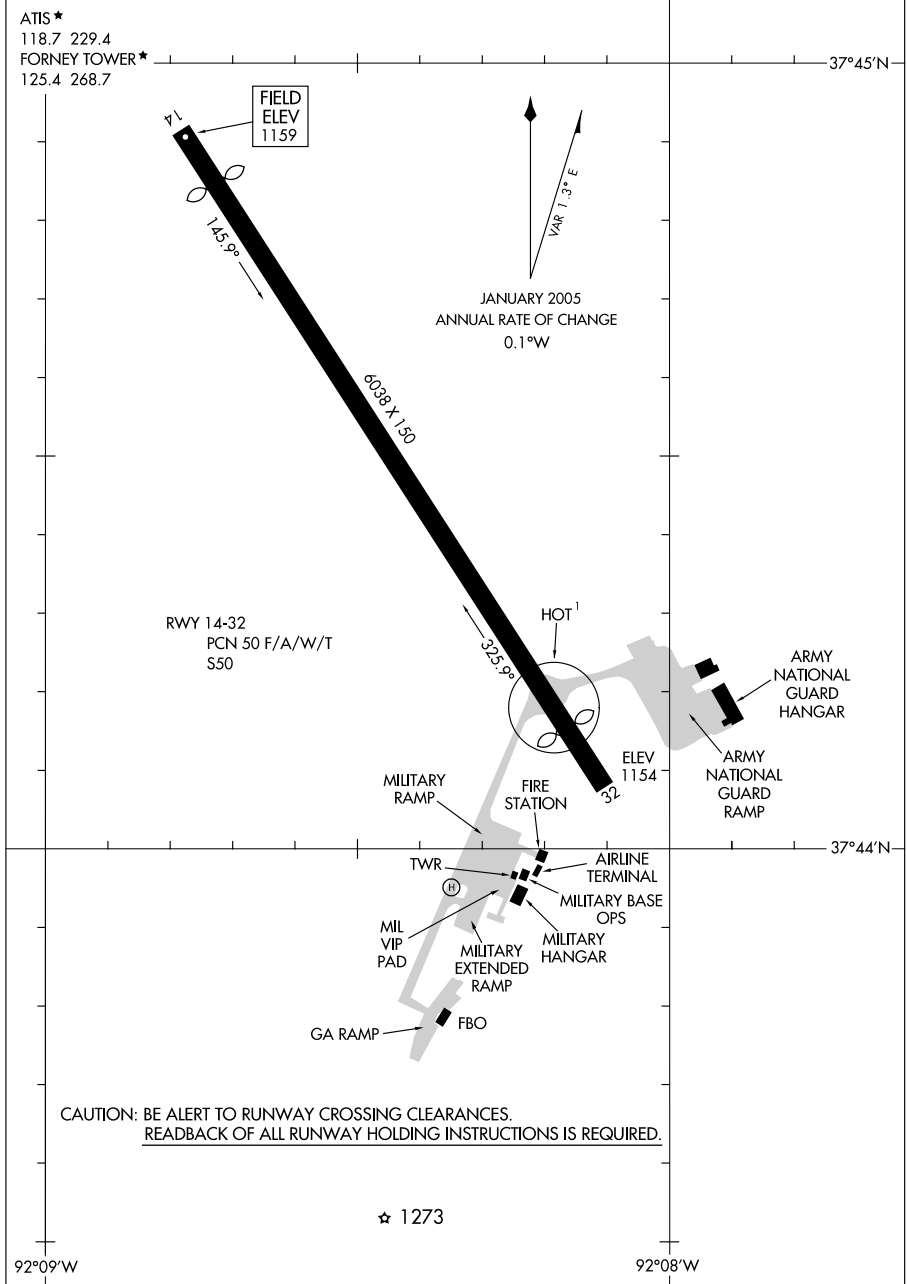 ATIS★
118.7 229.4
FORNEY TOWER★
125.4 268.7
37°45'N
14
FIELD
ELEV
1159
VAR 1.3° E
145.9°
JANUARY 2005
ANNUAL RATE OF CHANGE
0.1°W
6038 X 150
RWY 14-32
PCN 50 F/A/W/T
S50
HOT 1
325.9°
ARMY
NATIONAL
GUARD
HANGAR
ELEV
1154
32
ARMY
NATIONAL
GUARD
RAMP
MILITARY
RAMP
FIRE
STATION
37°44'N
TWR
AIRLINE
TERMINAL
H
MILITARY BASE
OPS
MIL
VIP
PAD
MILITARY
HANGAR
MILITARY
EXTENDED
RAMP
GA RAMP
FBO
CAUTION: BE ALERT TO RUNWAY CROSSING CLEARANCES.
READBACK OF ALL RUNWAY HOLDING INSTRUCTIONS IS REQUIRED.
1273
92°09'W
92°08'W